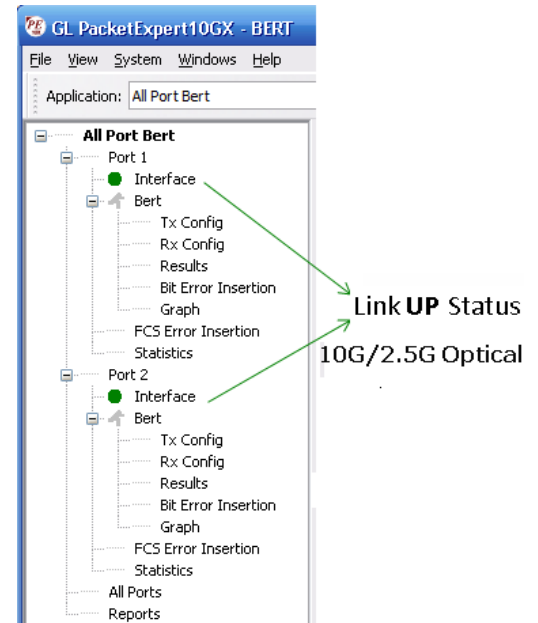 PE GL PacketExpert10GX - BERT
File View System Windows Help
Application: All Port Bert
All Port Bert
Port 1
Interface
Bert
Tx Config
Rx Config
Results
Bit Error Insertion
Graph
FCS Error Insertion
Statistics
Port 2
Interface
Bert
Tx Config
Rx Config
Results
Bit Error Insertion
Graph
FCS Error Insertion
Statistics
All Ports
Reports
Link UP Status
10G/2.5G Optical